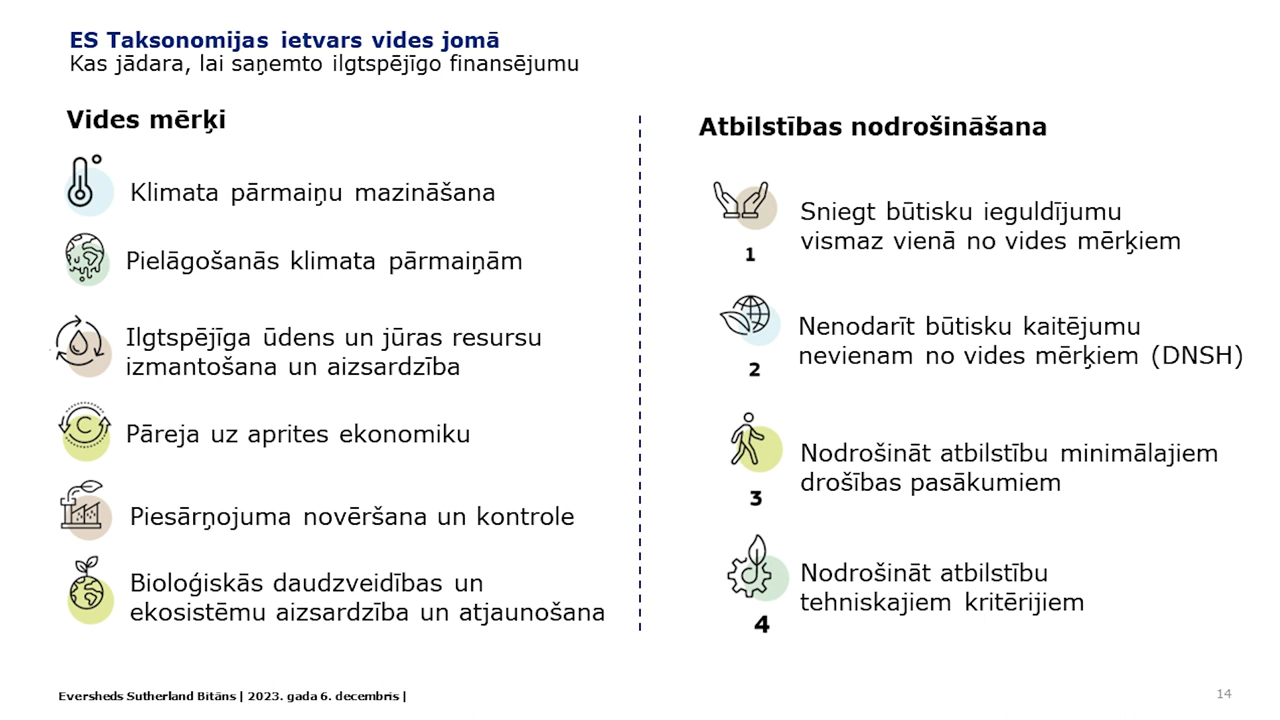 ES Taksonomijas ietvars vides jomā
Kas jādara, lai saņemto ilgtspējīgo finansējumu
Vides mērķi
Klimata pārmaiņu mazināšana
Pielāgošanās klimata pārmaiņām
Ilgtspējīga ūdens un jūras resursu
izmantošana un aizsardzība
C
Pāreja uz aprites ekonomiku
Piesārņojuma novēršana un kontrole
Bioloģiskās daudzveidības un
ekosistēmu aizsardzība un atjaunošana
Atbilstības nodrošināšana
Sniegt būtisku ieguldījumu
vismaz vienā no vides mērķiem
1
Nenodarīt būtisku kaitējumu
nevienam no vides mērķiem (DNSH)
2
Nodrošināt atbilstību minimālajiem
drošības pasākumiem
3
Nodrošināt atbilstību
tehniskajiem kritērijiem
4
Eversheds Sutherland Bitāns | 2023. gada 6. decembris |
14